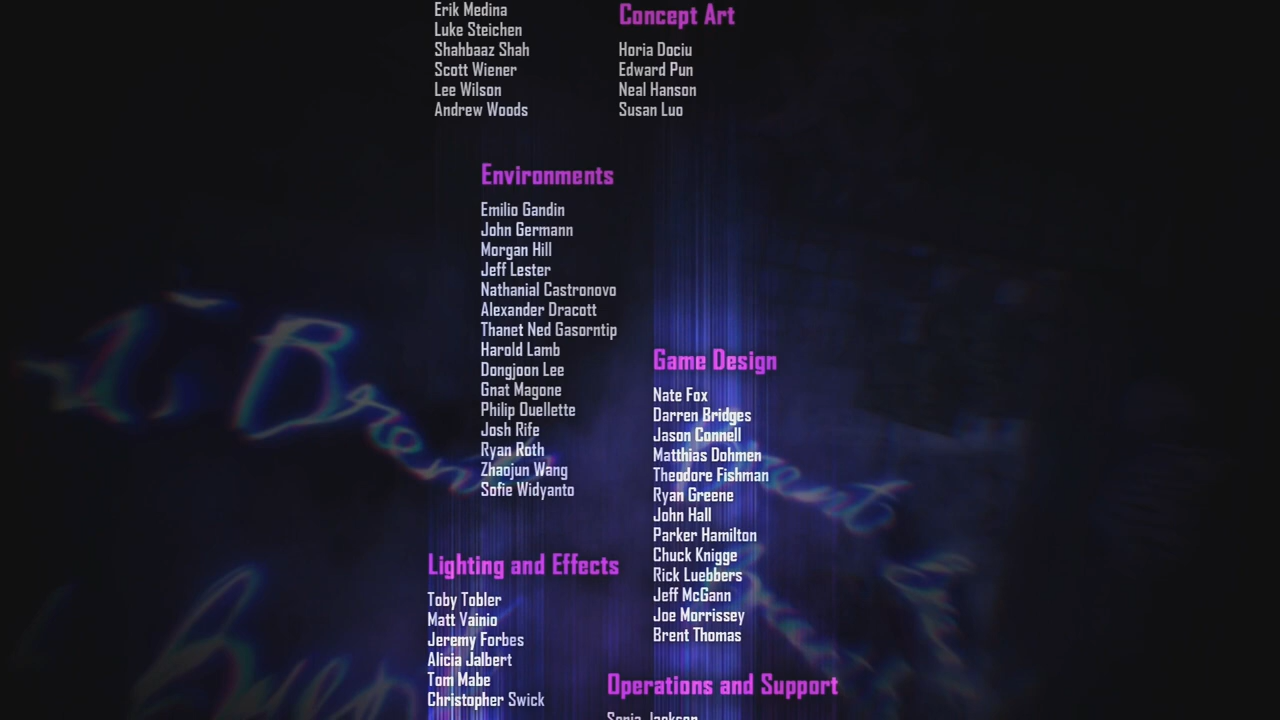 Erik Medina
Luke Steichen
Shahbaaz Shah
Scott Wiener
Lee Wilson
Andrew Woods
Concept Art
Horia Dociu
Edward Pun
Neal Hanson
Susan Luo
Environments
Emilio Gandin
John Germann
Morgan Hill
Jeff Lester
Nathanial Castronovo
Alexander Dracott
Thanet Ned Gasorntip
Harold Lamb
Dongjoon Lee
Gnat Magone
Philip Ouellette
Josh Rife
Ryan Roth
Zhaojun Wang
Sofie Widyanto
Game Design
Nate Fox
Darren Bridges
Jason Connell
Matthias Dohmen
Theodore Fishman
Ryan Greene
John Hall
Parker Hamilton
Chuck Knigge
Rick Luebbers
Jeff McGann
Joe Morrissey
Brent Thomas
Lighting and Effects
Toby Tobler
Matt Vainio
Jeremy Forbes
Alicia Jalbert
Tom Mabe
Christopher Swick
Operations and Support
Sonia Jackson
Brent